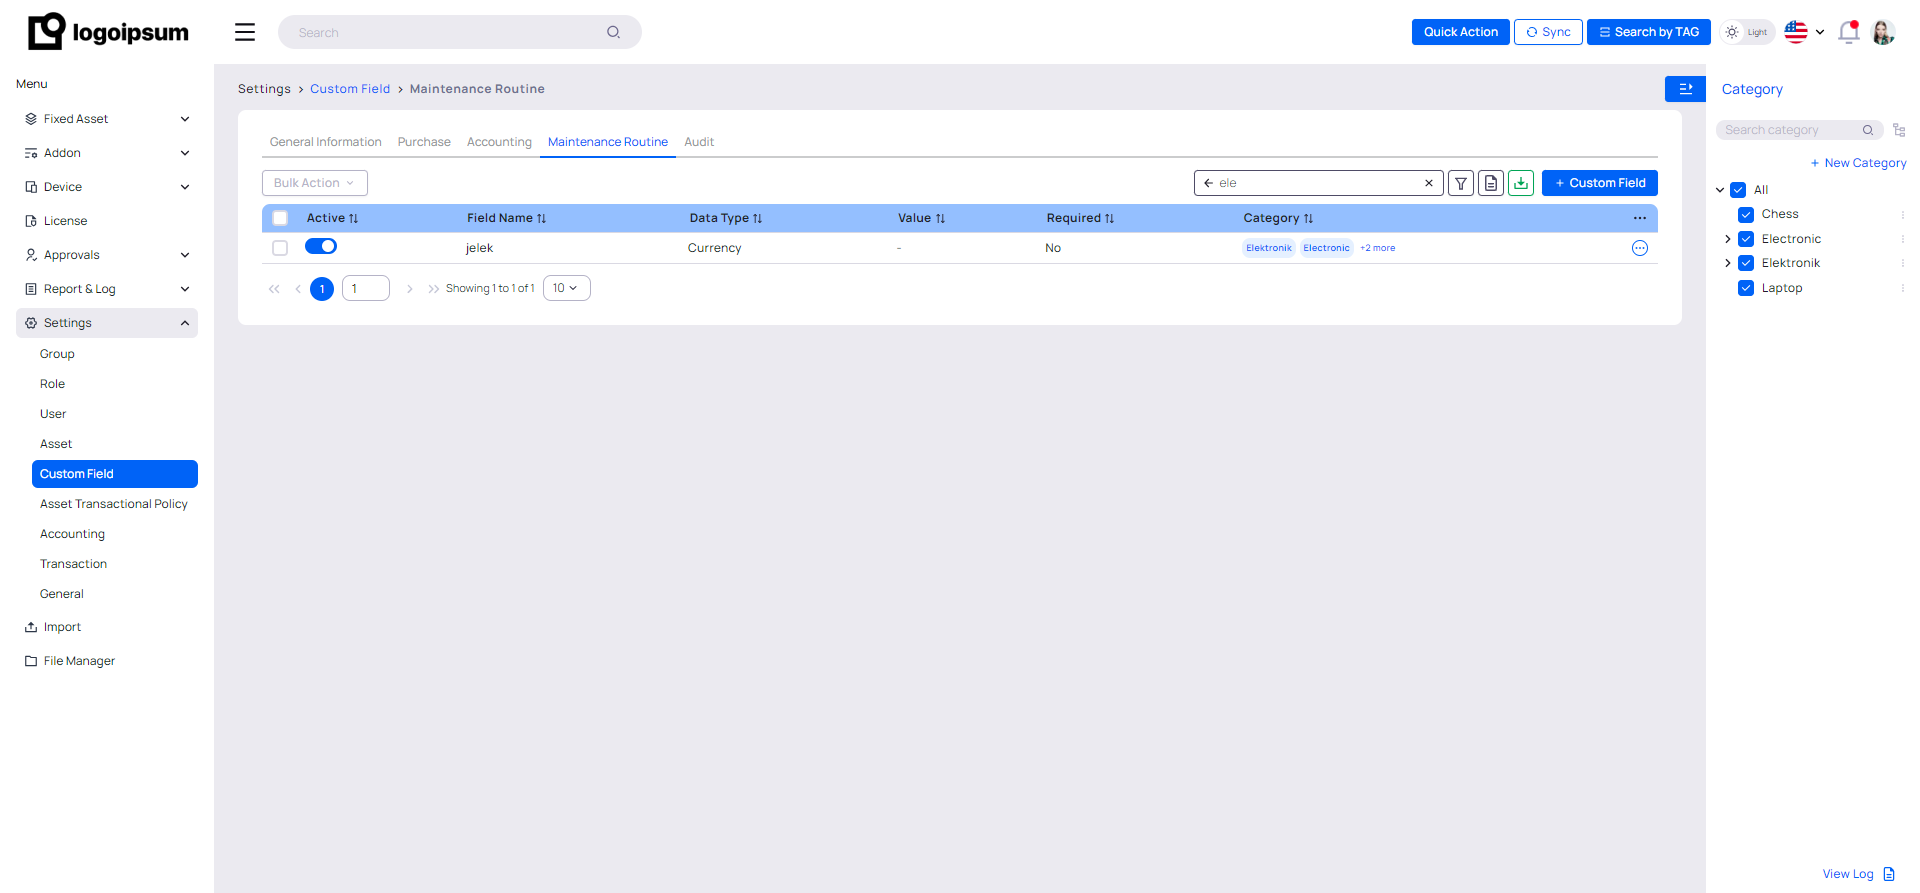 logoipsum
Search
Quick Action
Sync
Search by TAG
Light
Menu
Fixed Asset
Addon
Device
License
Approvals
Report & Log
Settings
Group
Role
User
Asset
Custom Field
Asset Transactional Policy
Accounting
Transaction
General
Import
File Manager
Settings > Custom Field > Maintenance Routine
General Information Purchase Accounting Maintenance Routine Audit
Bulk Action
ele
+ Custom Field
Active Field Name Data Type Value Required Category
jelek Currency - No Elektronik Electronic +2 more
1 1 Showing 1 to 1 of 1 10
Category
Search category
+ New Category
All
Chess
Electronic
Elektronik
Laptop
View Log